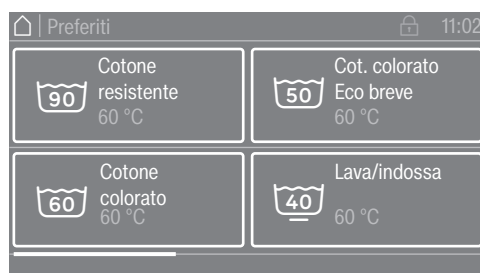 Preferiti 11:02
Cotone
resistente
90
60 °C
Cot. colorato
Eco breve
50
60 °C
Cotone
colorato
60
60 °C
Lava/indossa
40
60 °C